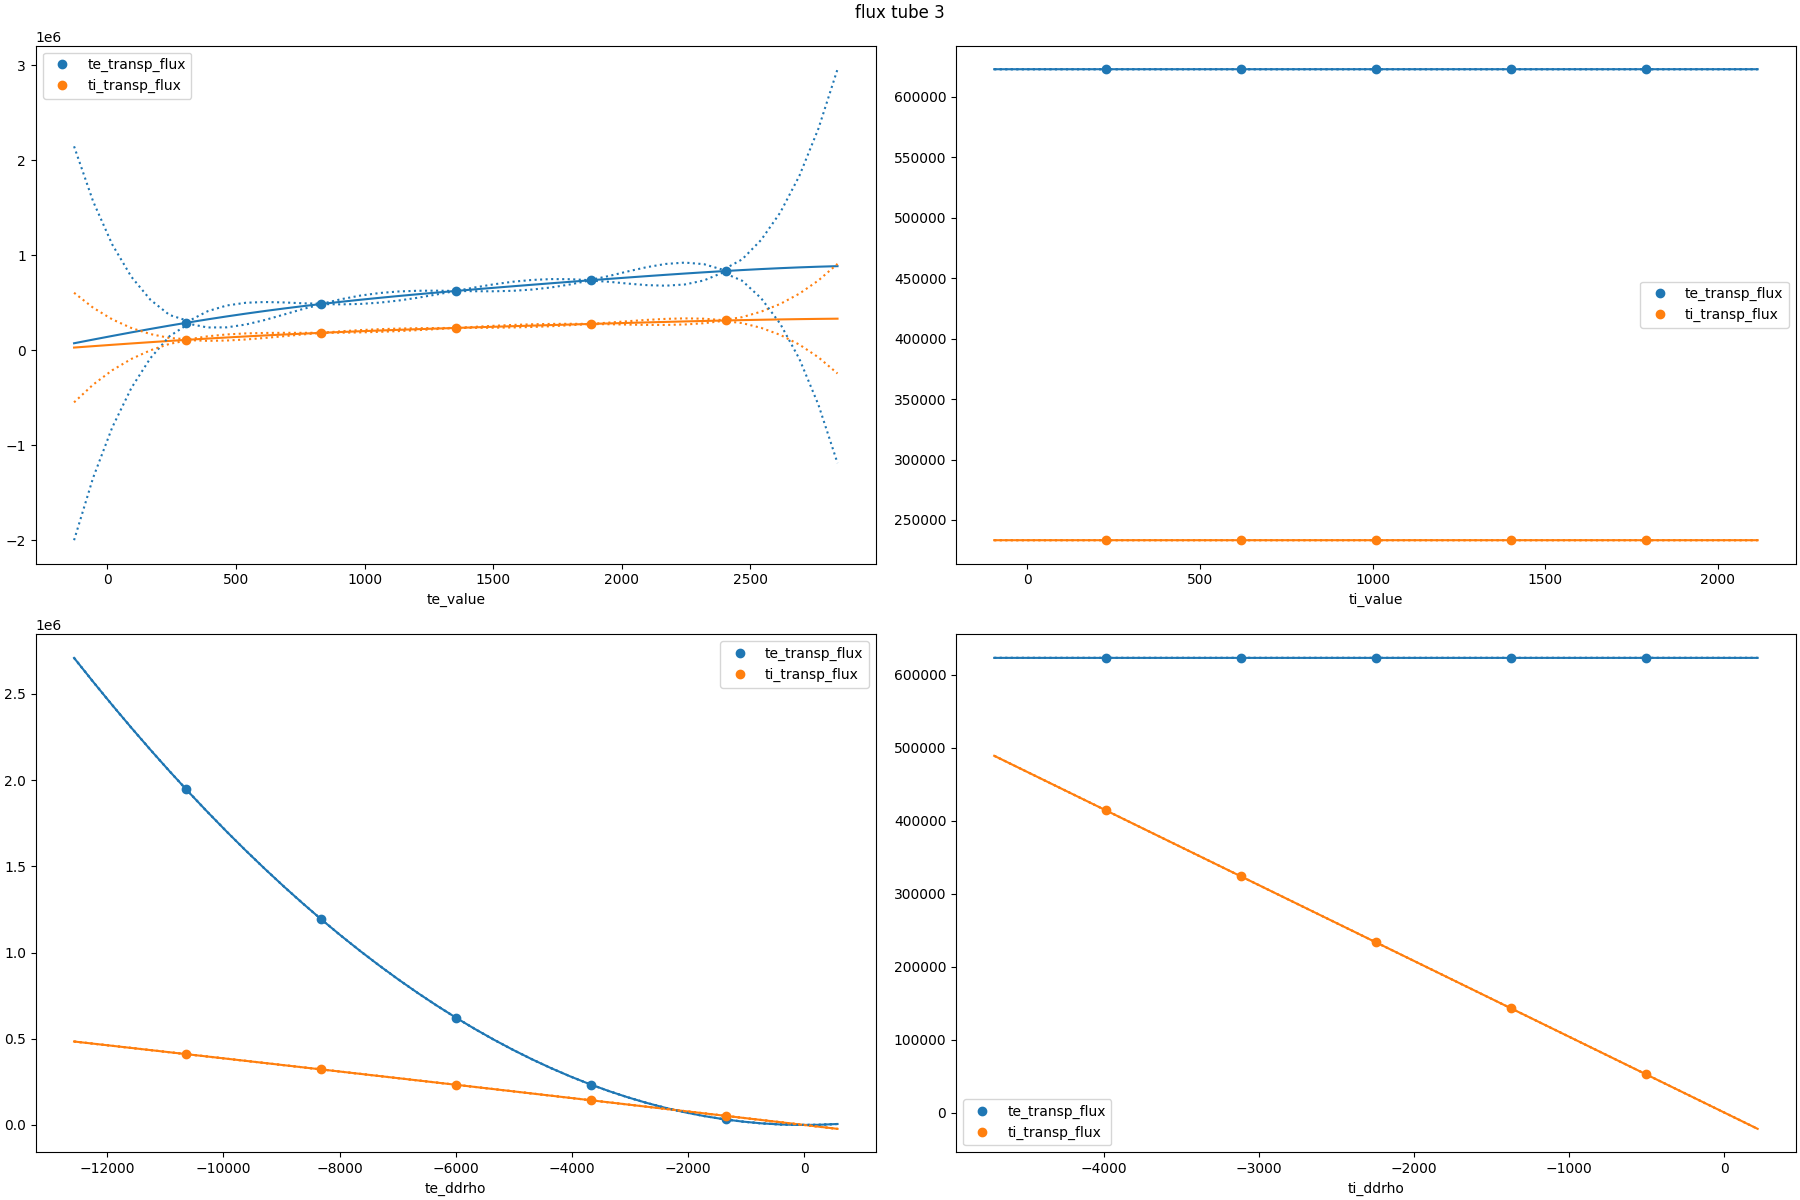 flux tube 3
1e6
te_transp_flux
ti_transp_flux
3
2
1
0
−1
−2
0 500 1000 1500 2000 2500
te_value
te_transp_flux
ti_transp_flux
600000
550000
500000
450000
400000
350000
300000
250000
0 500 1000 1500 2000
ti_value
1e6
te_transp_flux
ti_transp_flux
2.5
2.0
1.5
1.0
0.5
0.0
−12000 −10000 −8000 −6000 −4000 −2000 0
te_ddrho
600000
500000
400000
300000
200000
100000
0
te_transp_flux
ti_transp_flux
−4000 −3000 −2000 −1000 0
ti_ddrho